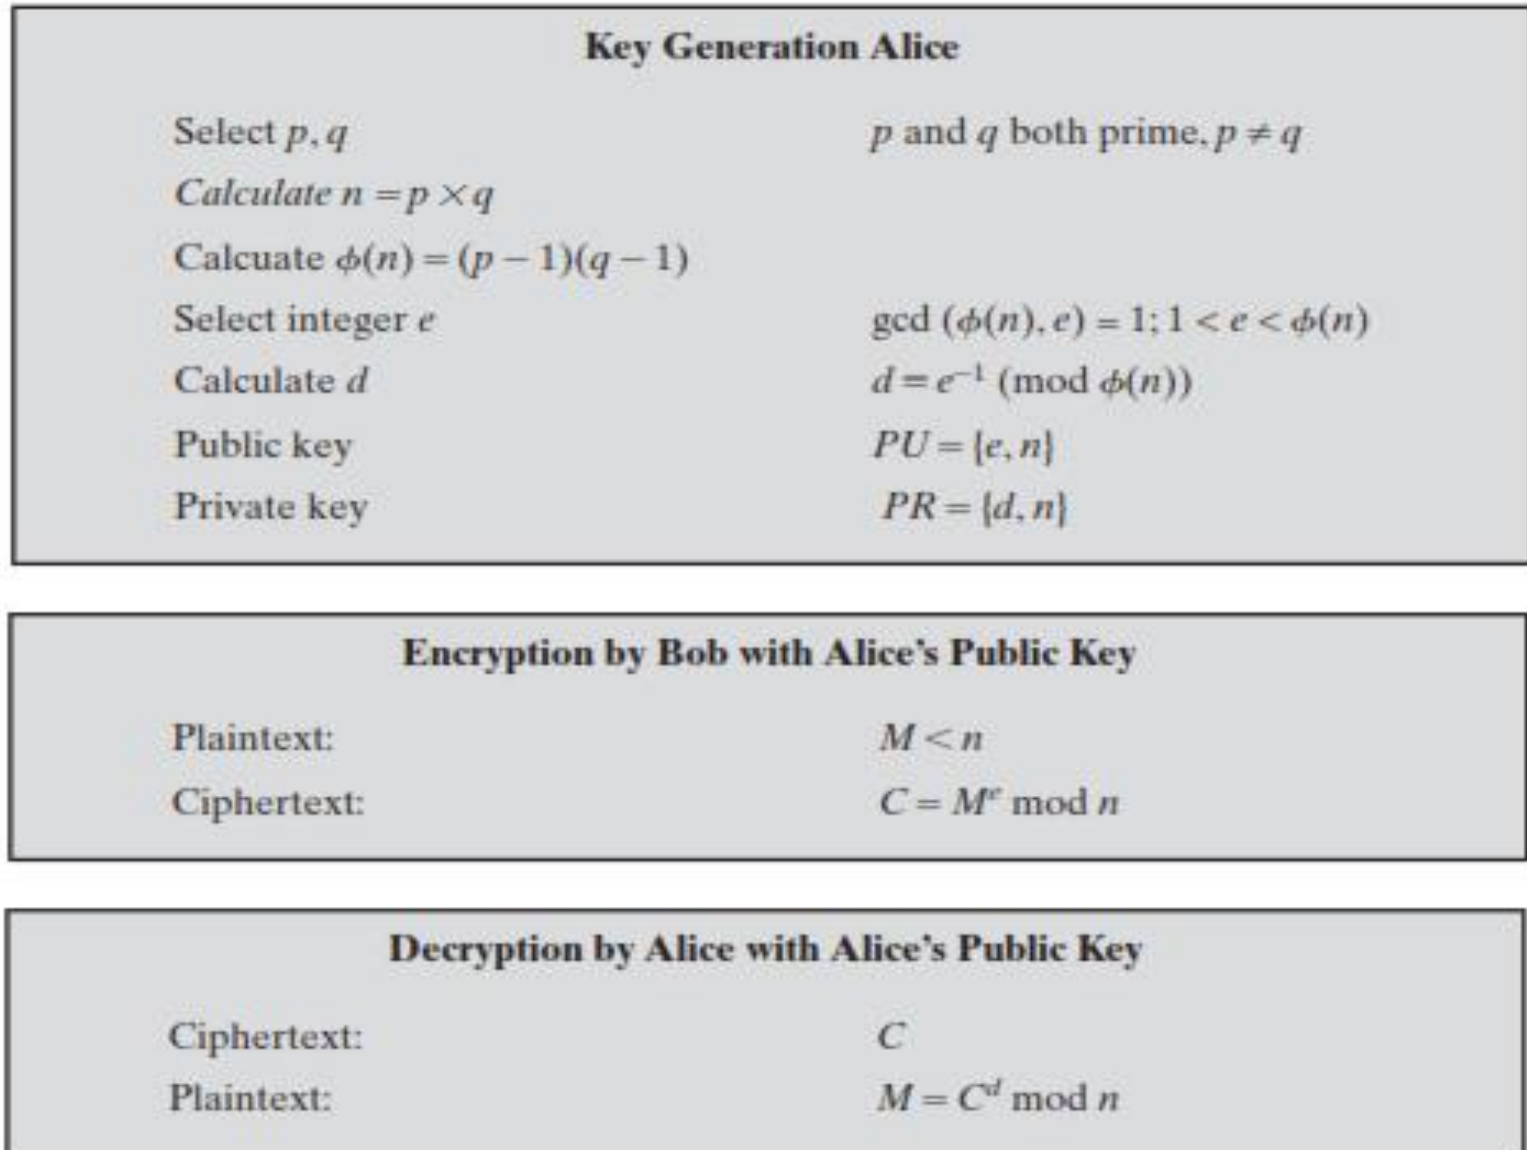 Key Generation Alice
Select p, q p and q both prime, p ≠ q
Calculate n = p × q
Calcuate ϕ(n) = (p − 1)(q − 1)
Select integer e gcd (ϕ(n), e) = 1; 1 < e < ϕ(n)
Calculate d d = e⁻¹ (mod ϕ(n))
Public key PU = {e, n}
Private key PR = {d, n}
Encryption by Bob with Alice's Public Key
Plaintext: M < n
Ciphertext: C = Mᵉ mod n
Decryption by Alice with Alice's Public Key
Ciphertext: C
Plaintext: M = Cᵈ mod n